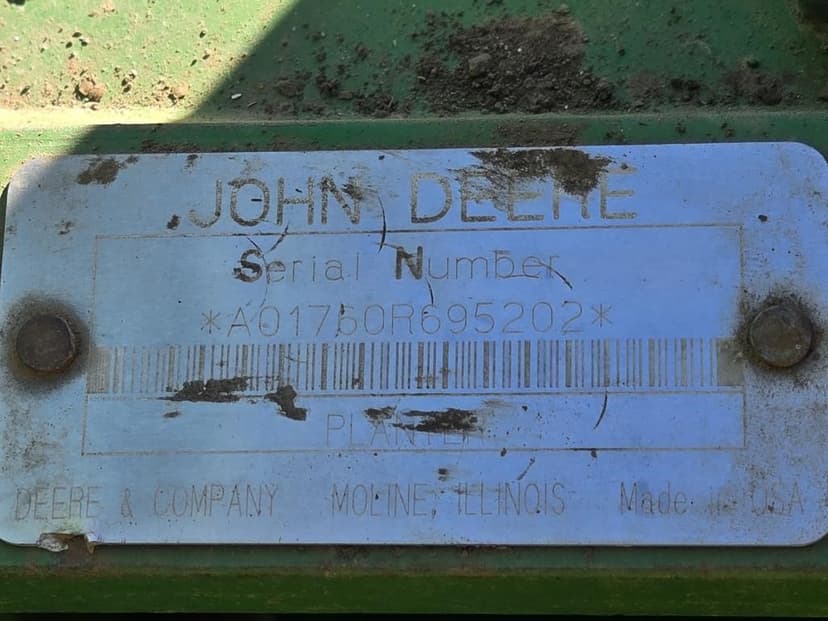 JOHN DEERE
Serial Number
*A01760R695202*
PLANTER
DEERE & COMPANY MOLINE, ILLINOIS Made in USA